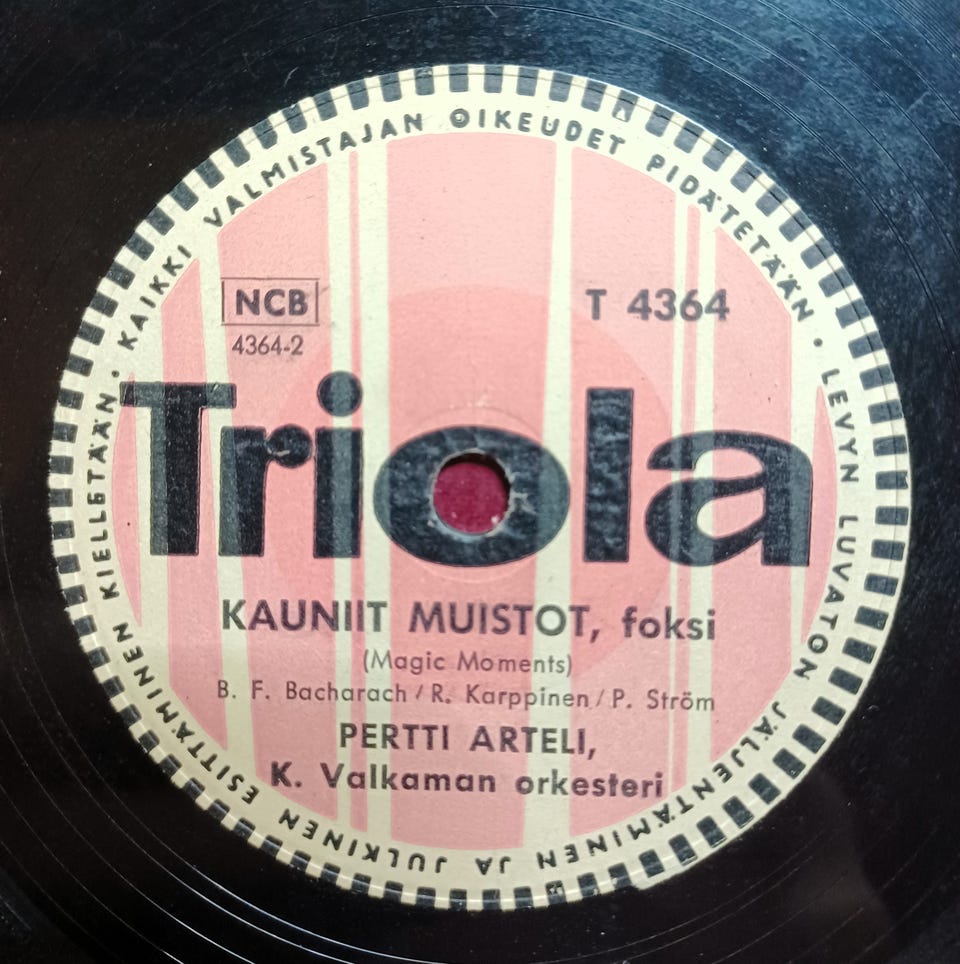 KAIKKI VALMISTAJAN OIKEUDET PIDÄTETÄÄN · LEVYN LUVATON JÄLJENTÄMINEN JA JULKINEN ESITTÄMINEN KIELLETÄÄN ·
NCB
T 4364
4364-2
Triola
KAUNIIT MUISTOT, foksi
(Magic Moments)
B. F. Bacharach / R. Karppinen / P. Ström
PERTTI ARTELI,
K. Valkaman orkesteri